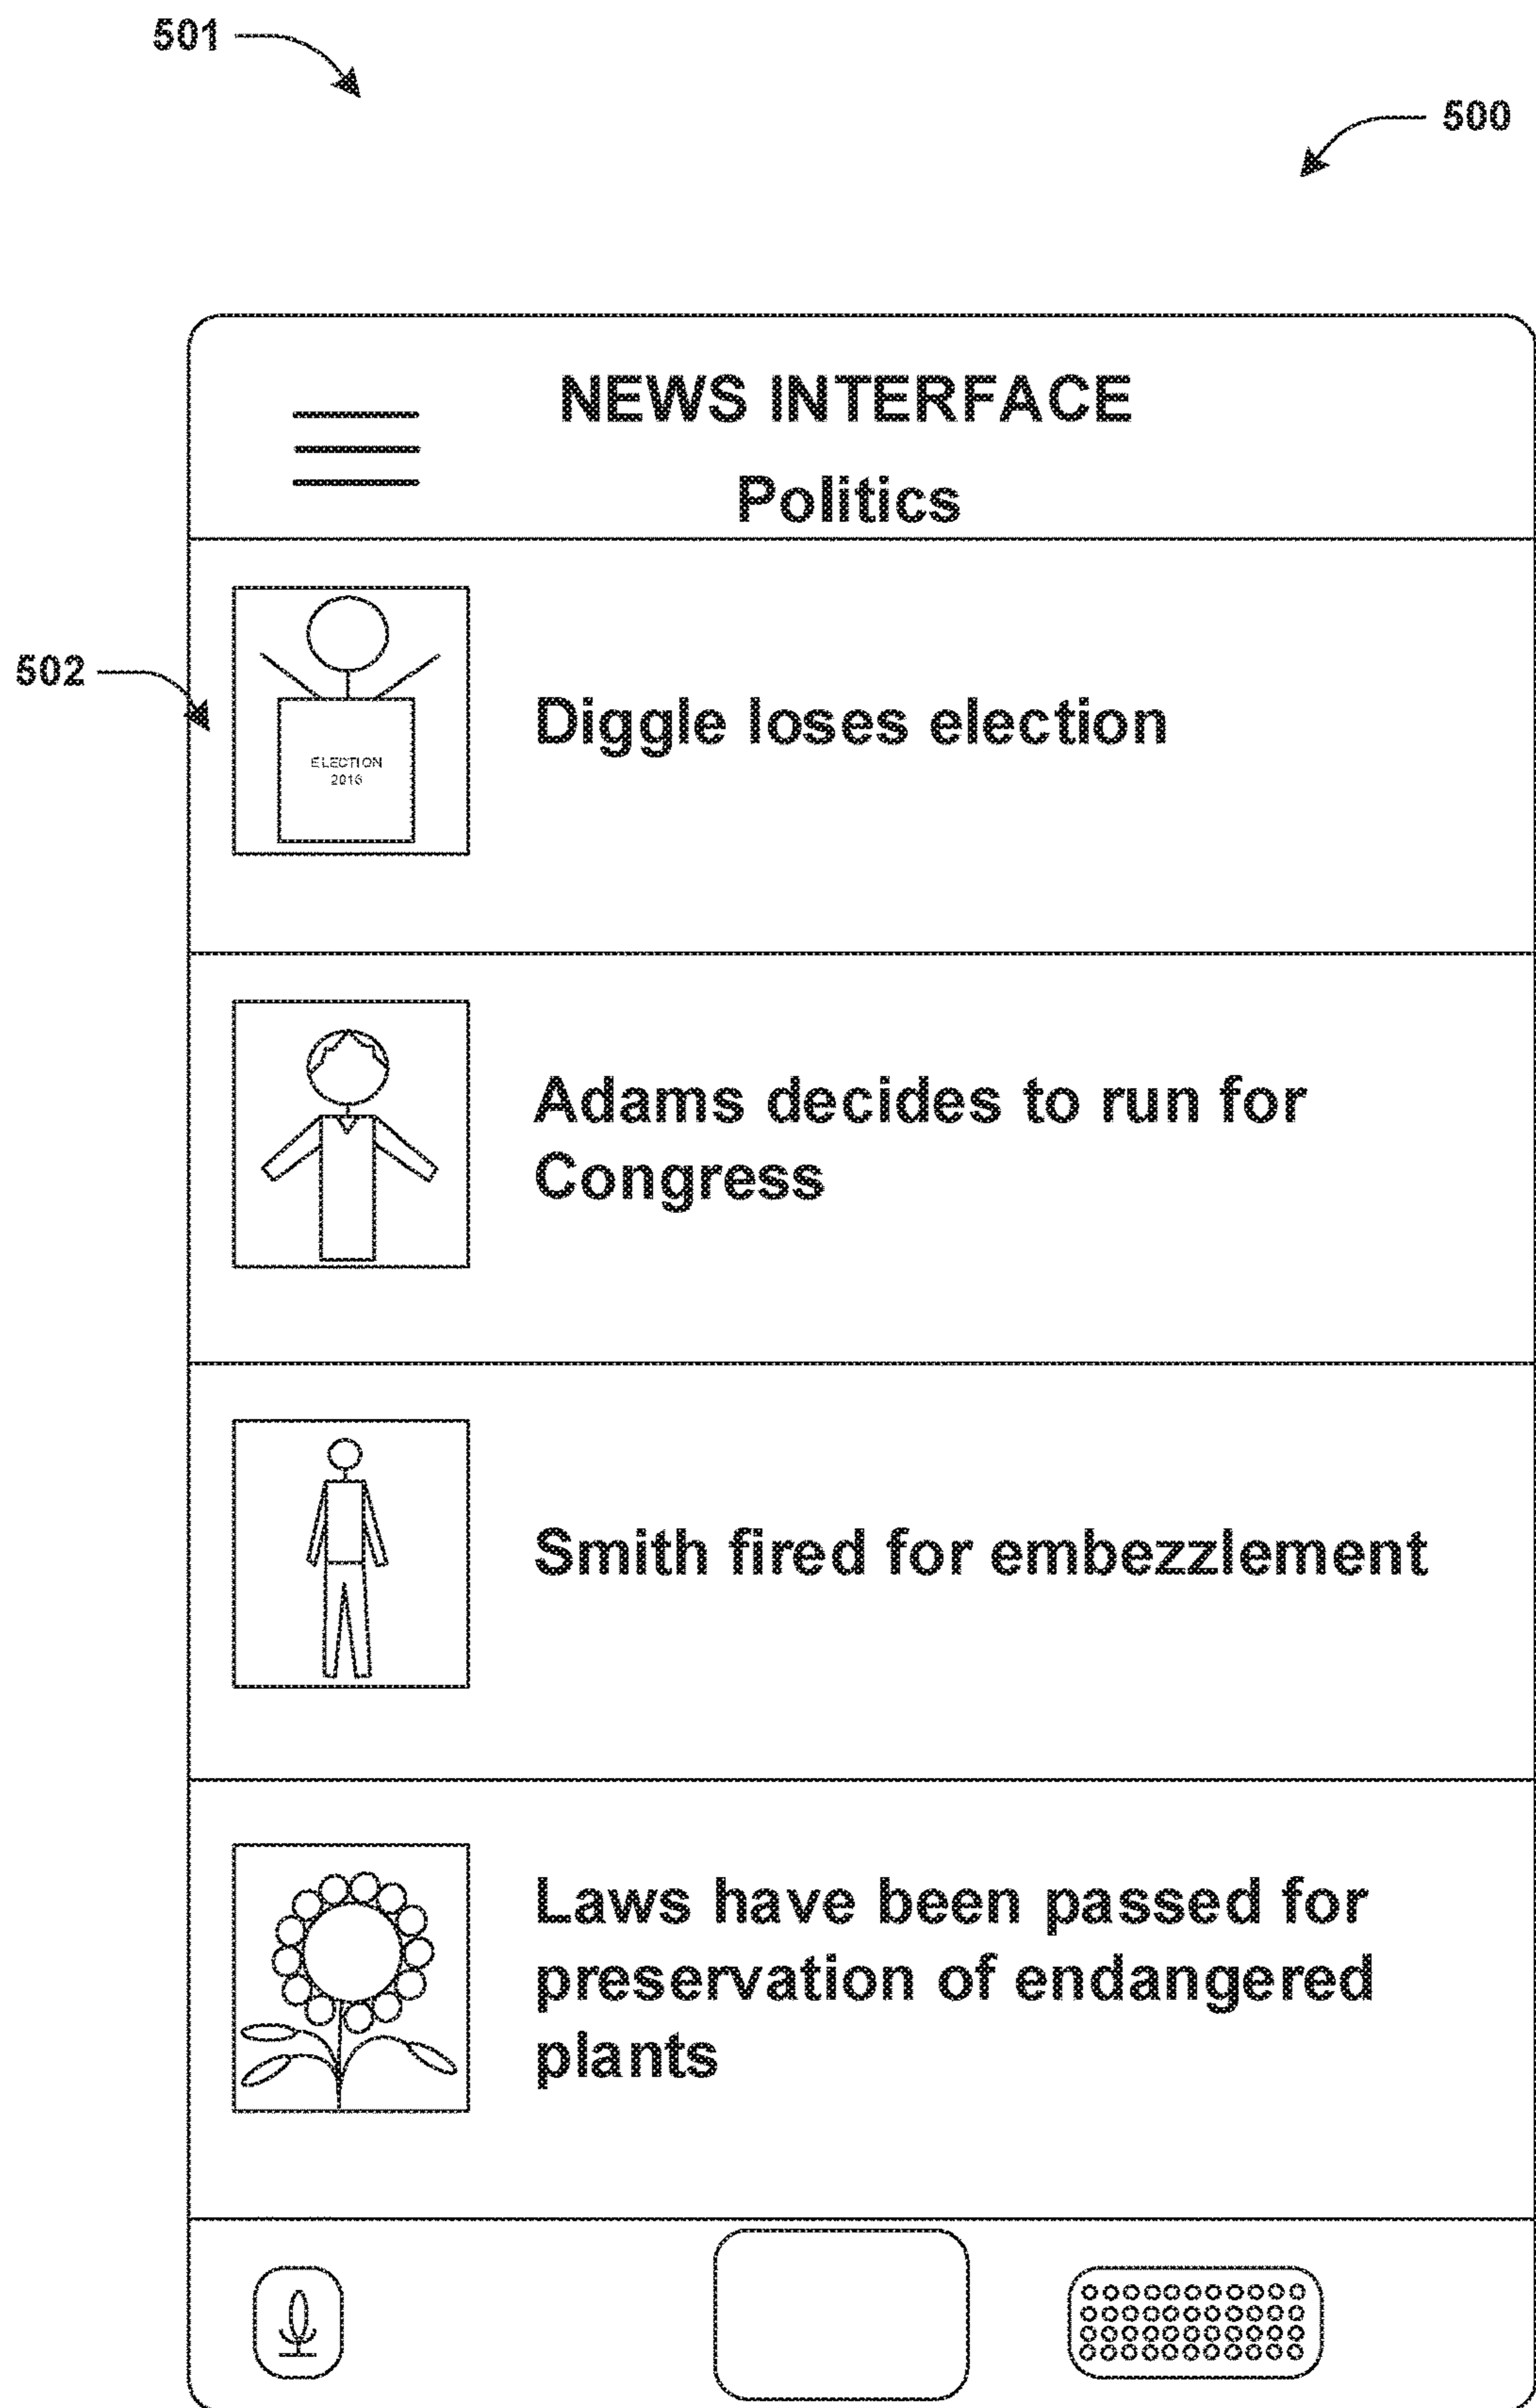 501
500
NEWS INTERFACE
Politics
502
ELECTION
2016
Diggle loses election
Adams decides to run for
Congress
Smith fired for embezzlement
Laws have been passed for
preservation of endangered
plants